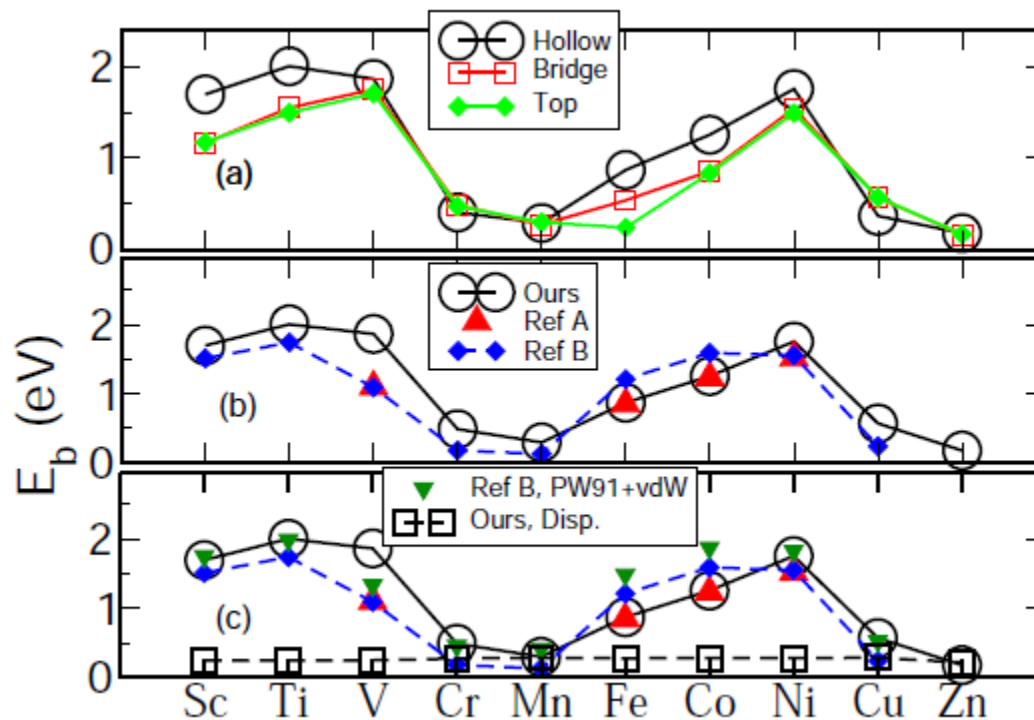 Hollow
Bridge
Top
2
1
0
(a)
Ours
Ref A
Ref B
2
1
0
(b)
E_b (eV)
Ref B, PW91+vdW
Ours, Disp.
2
1
0
(c)
Sc Ti V Cr Mn Fe Co Ni Cu Zn